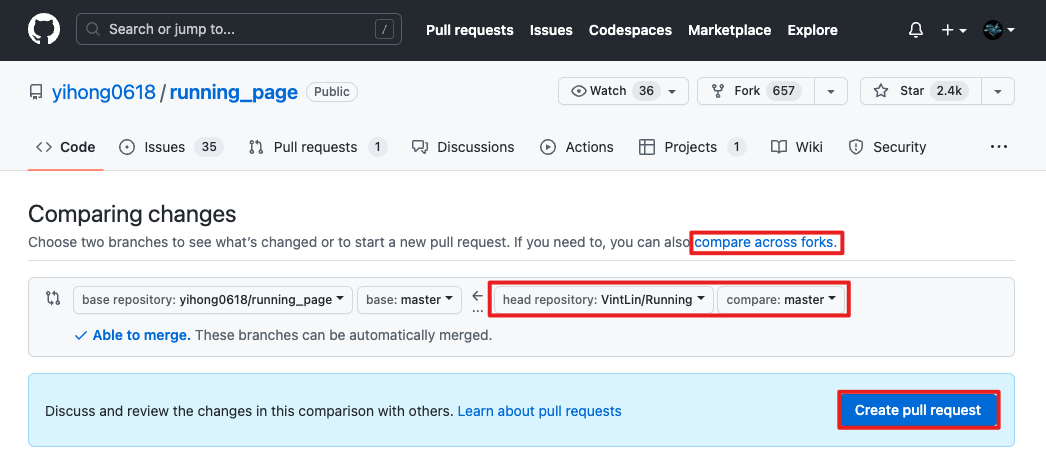 Search or jump to... / Pull requests Issues Codespaces Marketplace Explore
yihong0618 / running_page Public Watch 36 Fork 657 Star 2.4k
Code Issues 35 Pull requests 1 Discussions Actions Projects 1 Wiki Security ...
Comparing changes
Choose two branches to see what's changed or to start a new pull request. If you need to, you can also compare across forks.
base repository: yihong0618/running_page base: master ... head repository: VintLin/Running compare: master
Able to merge. These branches can be automatically merged.
Discuss and review the changes in this comparison with others. Learn about pull requests Create pull request